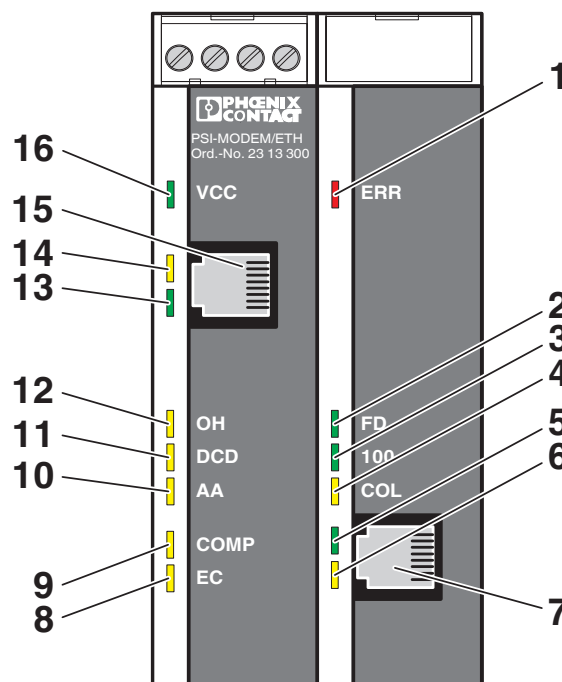 PHŒNIX
CONTACT
PSI-MODEM/ETH
Ord.-No. 23 13 300
16
VCC
1
ERR
15
14
13
2
3
4
5
6
12
OH
FD
11
DCD
100
10
AA
COL
9
COMP
8
EC
7